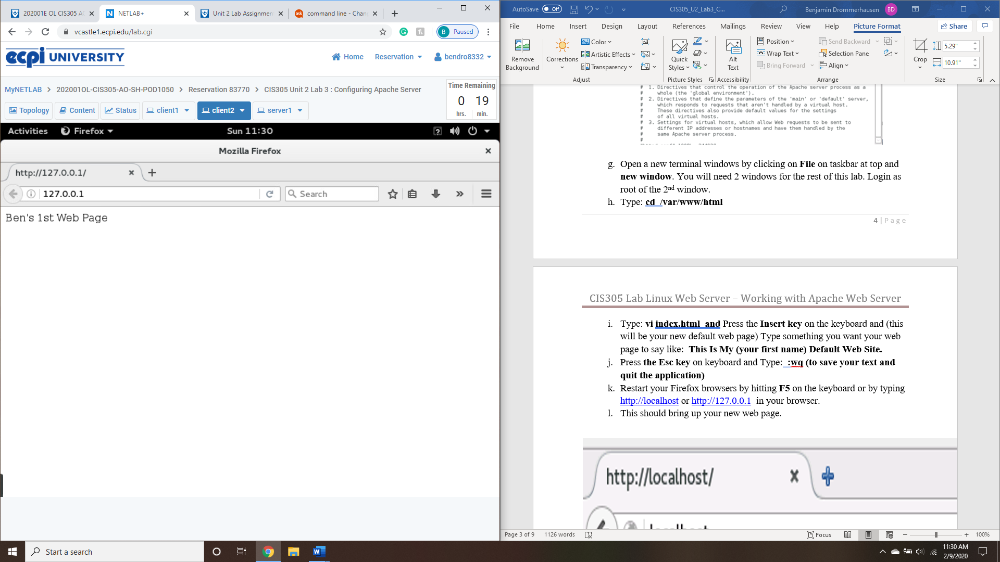 202001E OL CIS305 AO
NETLAB+
Unit 2 Lab Assignment
command line - Chan
vcastle1.ecpi.edu/lab.cgi
B Paused
ecpi UNIVERSITY
Home
Reservation
bendro8332
MyNETLAB > 202001OL-CIS305-AO-SH-POD1050 > Reservation 83770 > CIS305 Unit 2 Lab 3 : Configuring Apache Server
Time Remaining
0 19
hrs. min.
Topology
Content
Status
client1
client2
server1
Activities
Firefox
Sun 11:30
Mozilla Firefox
http://127.0.0.1/
127.0.0.1
Search
Ben's 1st Web Page
AutoSave Off
CIS305_U2_Lab3_C...
Benjamin Drommerhausen BD
File Home Insert Design Layout References Mailings Review View Help Picture Format
Share
Remove Background
Corrections
Color
Artistic Effects
Transparency
Adjust
Quick Styles
Picture Styles
Alt Text
Accessibility
Position
Wrap Text
Bring Forward
Send Backward
Selection Pane
Align
Arrange
Crop
5.29"
10.91"
Size
# 1. Directives that control the operation of the Apache server process as a
# whole (the 'global environment').
# 2. Directives that define the parameters of the 'main' or 'default' server,
# which responds to requests that aren't handled by a virtual host.
# These directives also provide default values for the settings
# of all virtual hosts.
# 3. Settings for virtual hosts, which allow Web requests to be sent to
# different IP addresses or hostnames and have them handled by the
# same Apache server process.
#
g. Open a new terminal windows by clicking on File on taskbar at top and
new window. You will need 2 windows for the rest of this lab. Login as
root of the 2nd window.
h. Type: cd /var/www/html
4 | Page
CIS305 Lab Linux Web Server – Working with Apache Web Server
i. Type: vi index.html and Press the Insert key on the keyboard and (this
will be your new default web page) Type something you want your web
page to say like: This Is My (your first name) Default Web Site.
j. Press the Esc key on keyboard and Type: :wq (to save your text and
quit the application)
k. Restart your Firefox browsers by hitting F5 on the keyboard or by typing
http://localhost or http://127.0.0.1 in your browser.
l. This should bring up your new web page.
http://localhost/
localhost
Page 3 of 9
1126 words
Focus
100%
Start a search
11:30 AM
2/9/2020